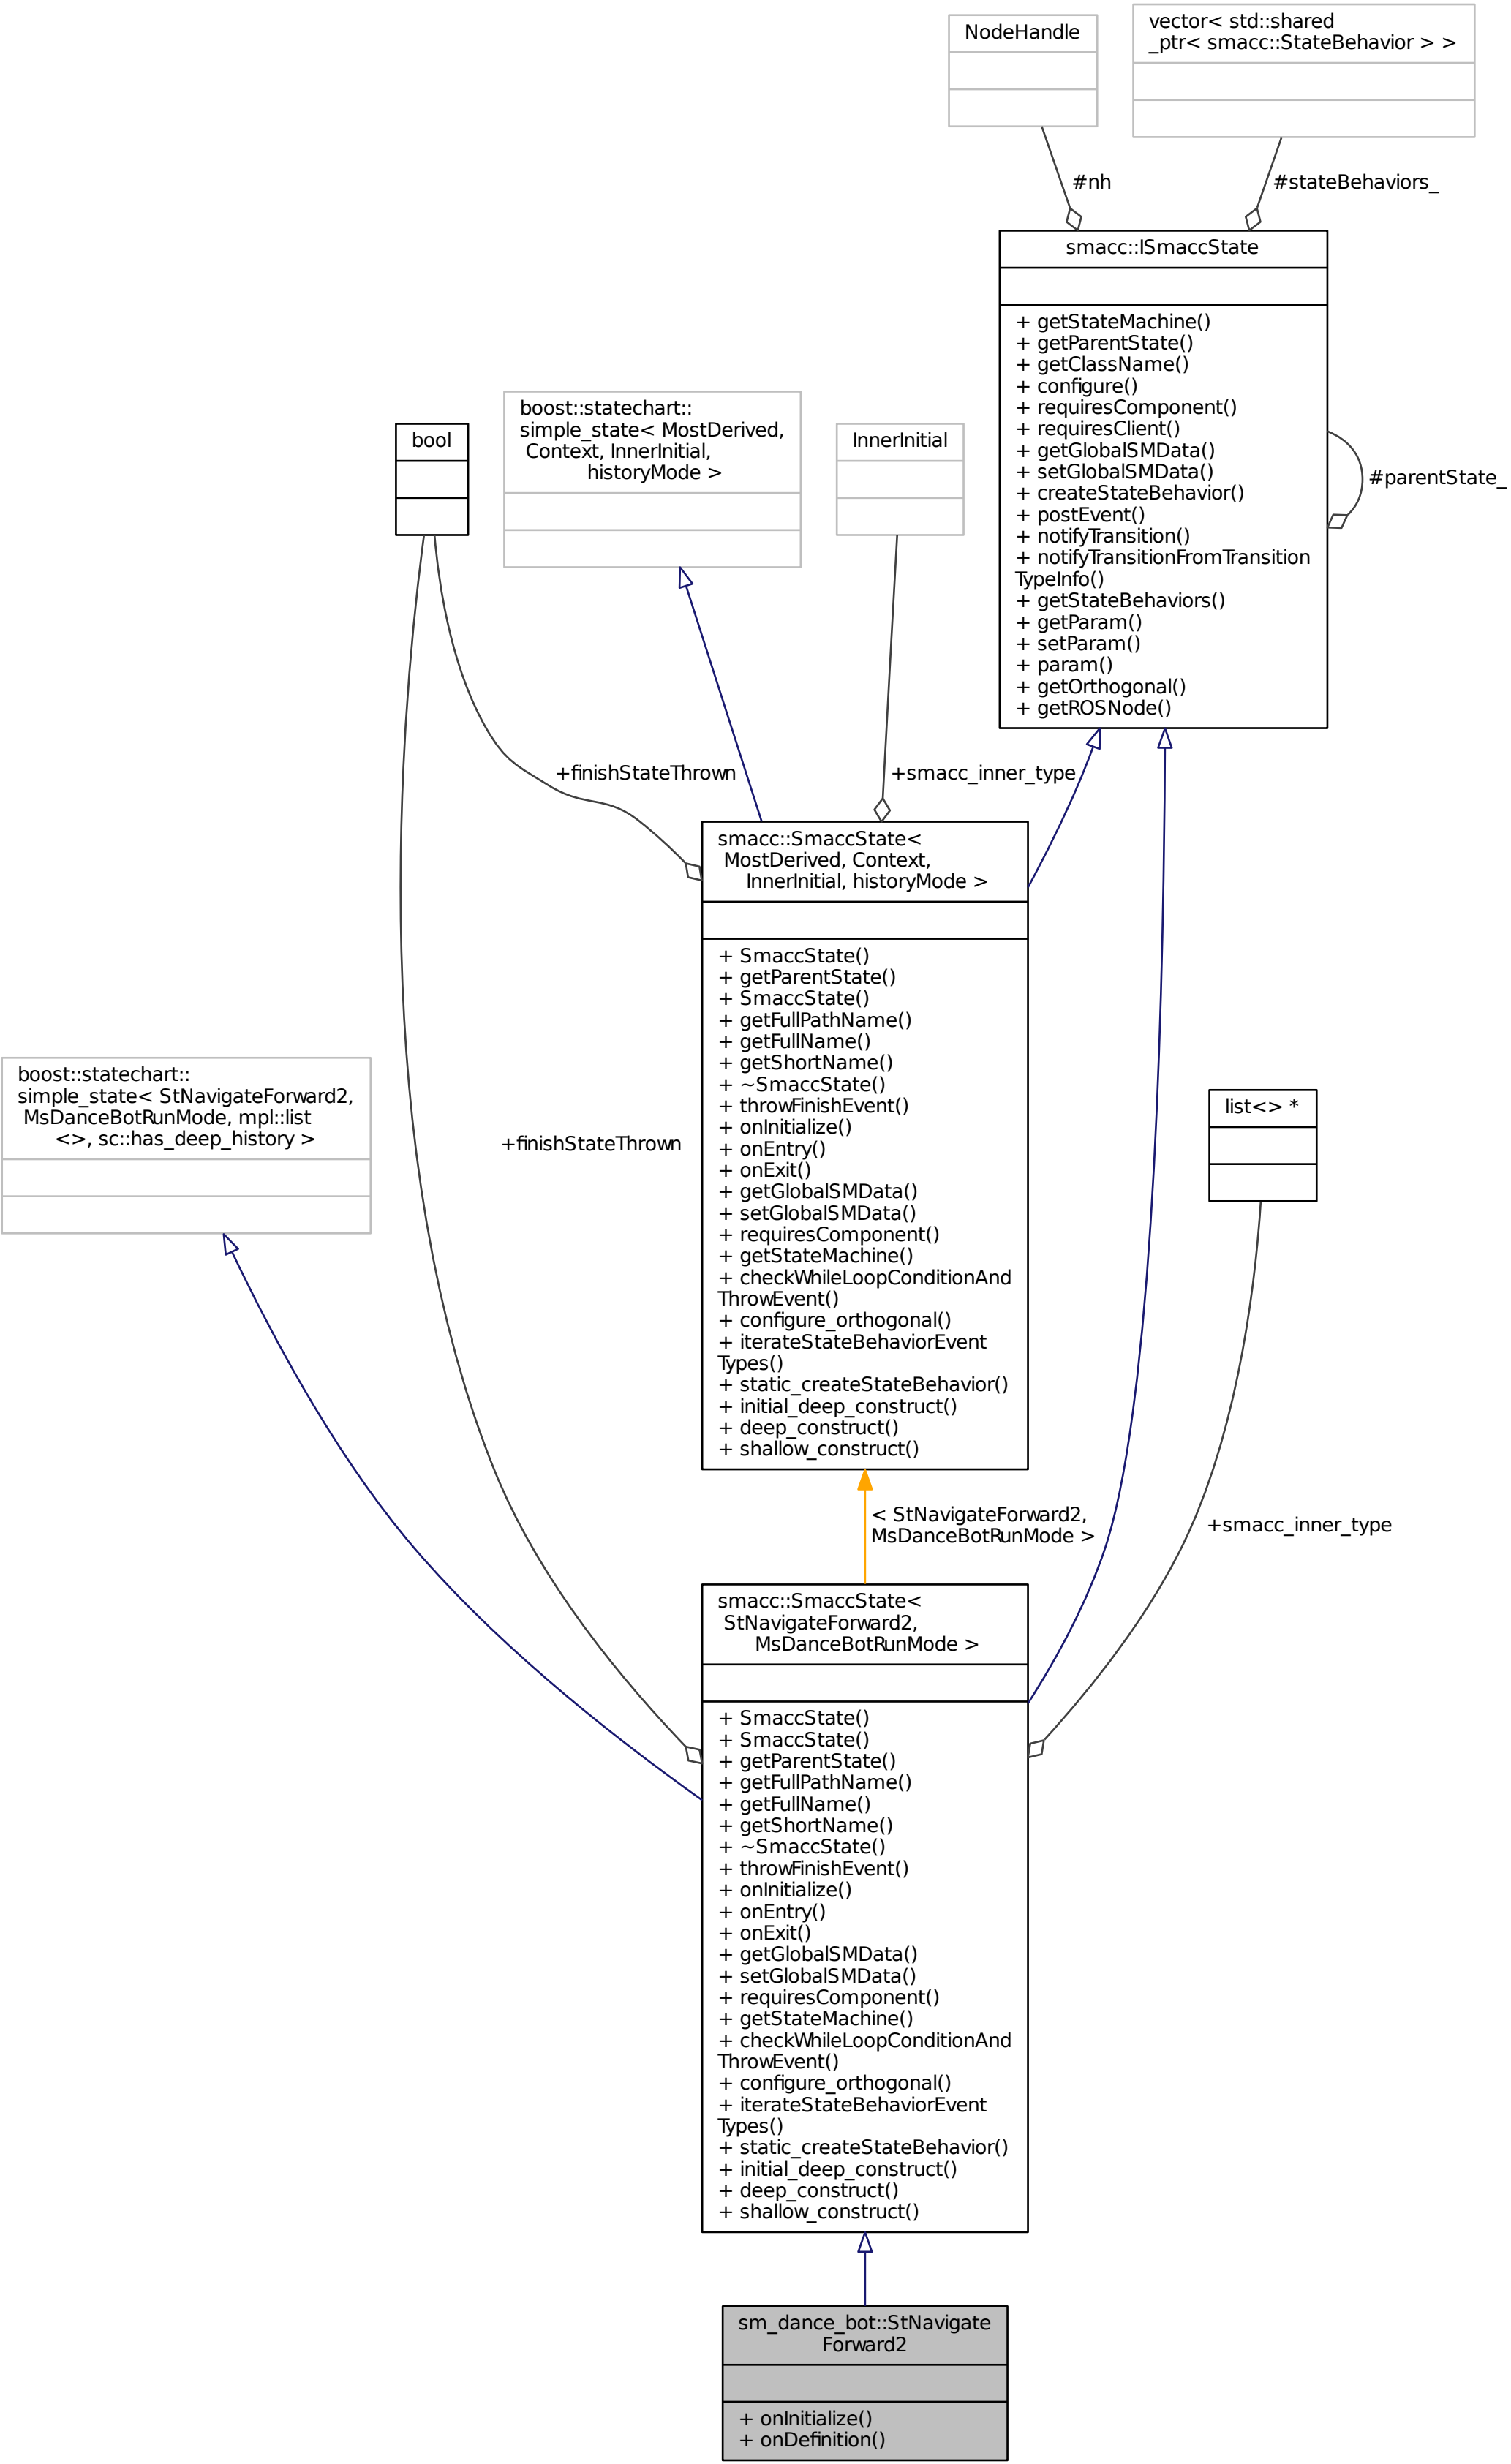 NodeHandle
vector< std::shared
_ptr< smacc::StateBehavior > >
#nh
#stateBehaviors_
smacc::ISmaccState
+ getStateMachine()
+ getParentState()
+ getClassName()
+ configure()
+ requiresComponent()
+ requiresClient()
+ getGlobalSMData()
+ setGlobalSMData()
+ createStateBehavior()
+ postEvent()
+ notifyTransition()
+ notifyTransitionFromTransition
TypeInfo()
+ getStateBehaviors()
+ getParam()
+ setParam()
+ param()
+ getOrthogonal()
+ getROSNode()
#parentState_
bool
boost::statechart::
simple_state< MostDerived,
Context, InnerInitial,
historyMode >
InnerInitial
+finishStateThrown
+smacc_inner_type
smacc::SmaccState<
MostDerived, Context,
InnerInitial, historyMode >
+ SmaccState()
+ getParentState()
+ SmaccState()
+ getFullPathName()
+ getFullName()
+ getShortName()
+ ~SmaccState()
+ throwFinishEvent()
+ onInitialize()
+ onEntry()
+ onExit()
+ getGlobalSMData()
+ setGlobalSMData()
+ requiresComponent()
+ getStateMachine()
+ checkWhileLoopConditionAnd
ThrowEvent()
+ configure_orthogonal()
+ iterateStateBehaviorEvent
Types()
+ static_createStateBehavior()
+ initial_deep_construct()
+ deep_construct()
+ shallow_construct()
boost::statechart::
simple_state< StNavigateForward2,
MsDanceBotRunMode, mpl::list
<>, sc::has_deep_history >
+finishStateThrown
list<> *
< StNavigateForward2,
MsDanceBotRunMode >
+smacc_inner_type
smacc::SmaccState<
StNavigateForward2,
MsDanceBotRunMode >
+ SmaccState()
+ SmaccState()
+ getParentState()
+ getFullPathName()
+ getFullName()
+ getShortName()
+ ~SmaccState()
+ throwFinishEvent()
+ onInitialize()
+ onEntry()
+ onExit()
+ getGlobalSMData()
+ setGlobalSMData()
+ requiresComponent()
+ getStateMachine()
+ checkWhileLoopConditionAnd
ThrowEvent()
+ configure_orthogonal()
+ iterateStateBehaviorEvent
Types()
+ static_createStateBehavior()
+ initial_deep_construct()
+ deep_construct()
+ shallow_construct()
sm_dance_bot::StNavigate
Forward2
+ onInitialize()
+ onDefinition()